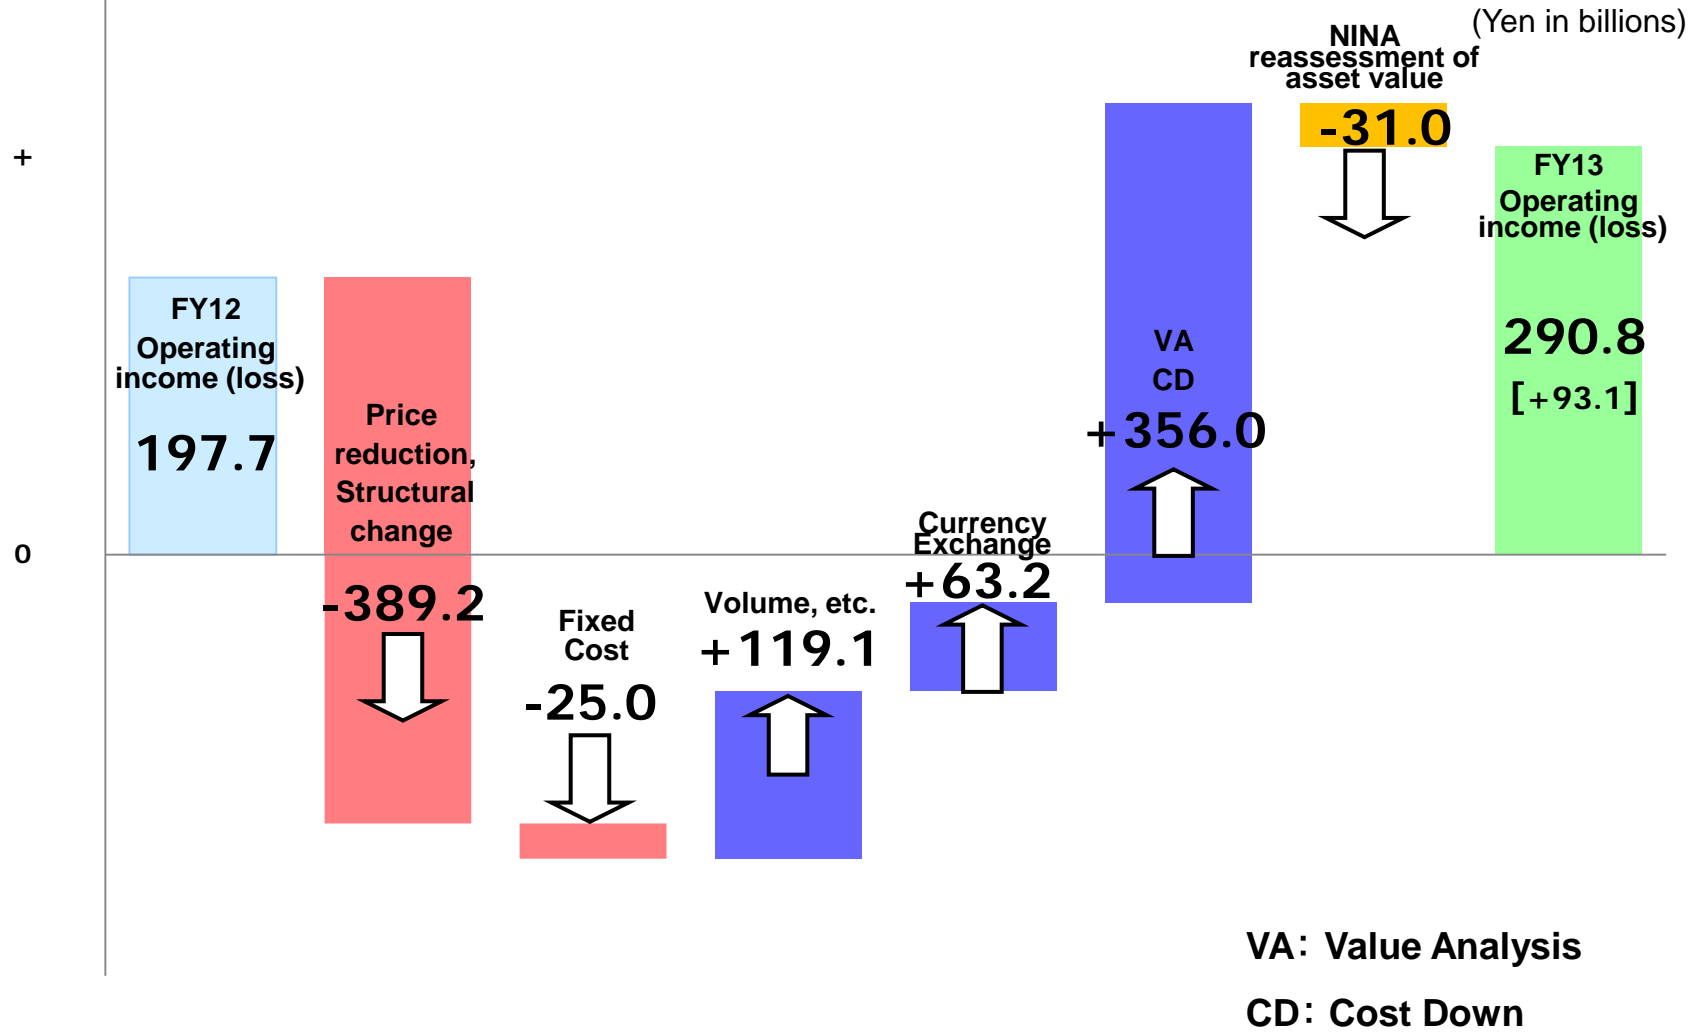 (Yen in billions)
+
0
FY12
Operating
income (loss)
197.7
Price
reduction,
Structural
change
-389.2
Fixed
Cost
-25.0
Volume, etc.
+119.1
Currency
Exchange
+63.2
VA
CD
+356.0
NINA
reassessment of
asset value
-31.0
FY13
Operating
income (loss)
290.8
[+93.1]
VA: Value Analysis
CD: Cost Down